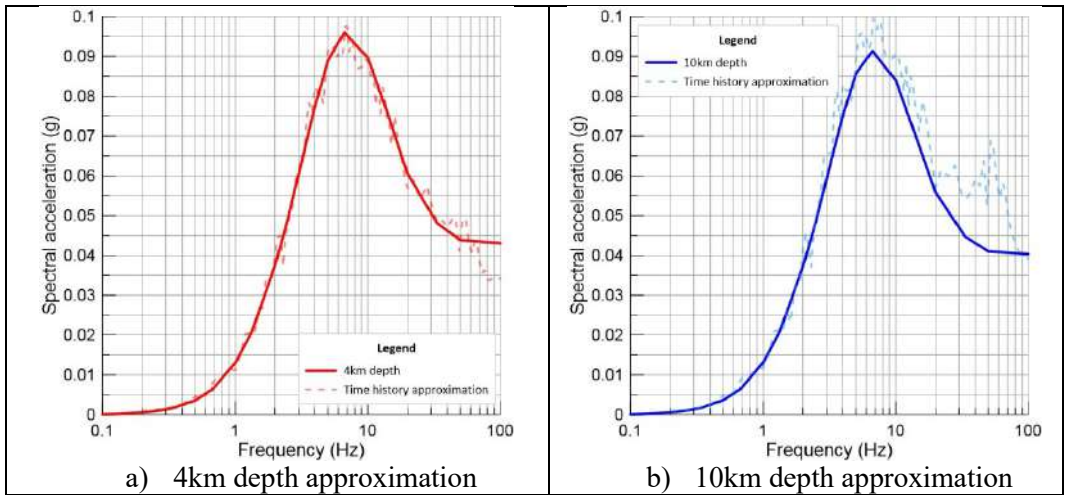 0.1
0.09
0.08
0.07
0.06
0.05
0.04
0.03
0.02
0.01
0
Spectral acceleration (g)
Legend
4km depth
Time history approximation
0.1 1 10 100
Frequency (Hz)
a) 4km depth approximation
0.1
0.09
0.08
0.07
0.06
0.05
0.04
0.03
0.02
0.01
0
Spectral acceleration (g)
Legend
10km depth
Time history approximation
0.1 1 10 100
Frequency (Hz)
b) 10km depth approximation